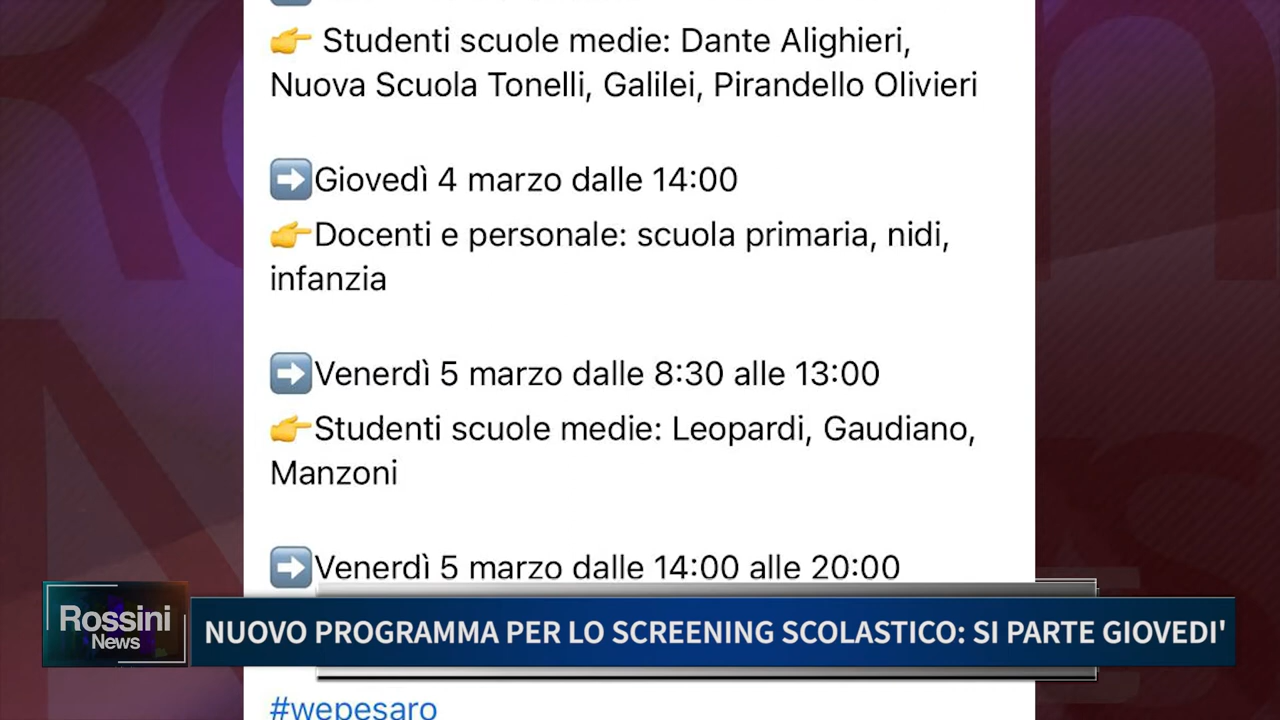 👉 Studenti scuole medie: Dante Alighieri,
Nuova Scuola Tonelli, Galilei, Pirandello Olivieri
➡️Giovedì 4 marzo dalle 14:00
👉Docenti e personale: scuola primaria, nidi,
infanzia
➡️Venerdì 5 marzo dalle 8:30 alle 13:00
👉Studenti scuole medie: Leopardi, Gaudiano,
Manzoni
➡️Venerdì 5 marzo dalle 14:00 alle 20:00
Rossini
News
NUOVO PROGRAMMA PER LO SCREENING SCOLASTICO: SI PARTE GIOVEDI'
#wepesaro